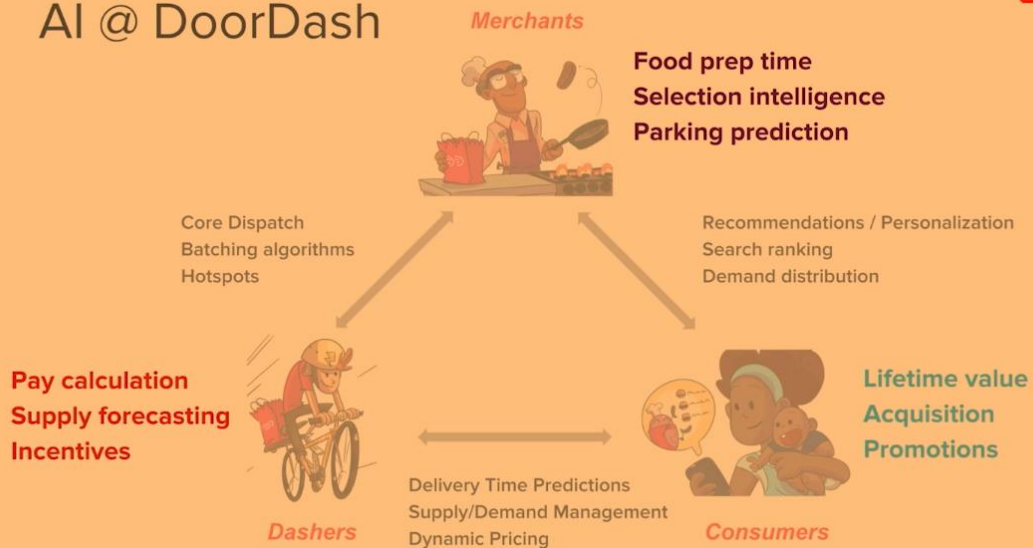 AI @ DoorDash
Merchants
Food prep time
Selection intelligence
Parking prediction
Core Dispatch
Batching algorithms
Hotspots
Recommendations / Personalization
Search ranking
Demand distribution
Pay calculation
Supply forecasting
Incentives
Lifetime value
Acquisition
Promotions
Delivery Time Predictions
Supply/Demand Management
Dynamic Pricing
Dashers
Consumers